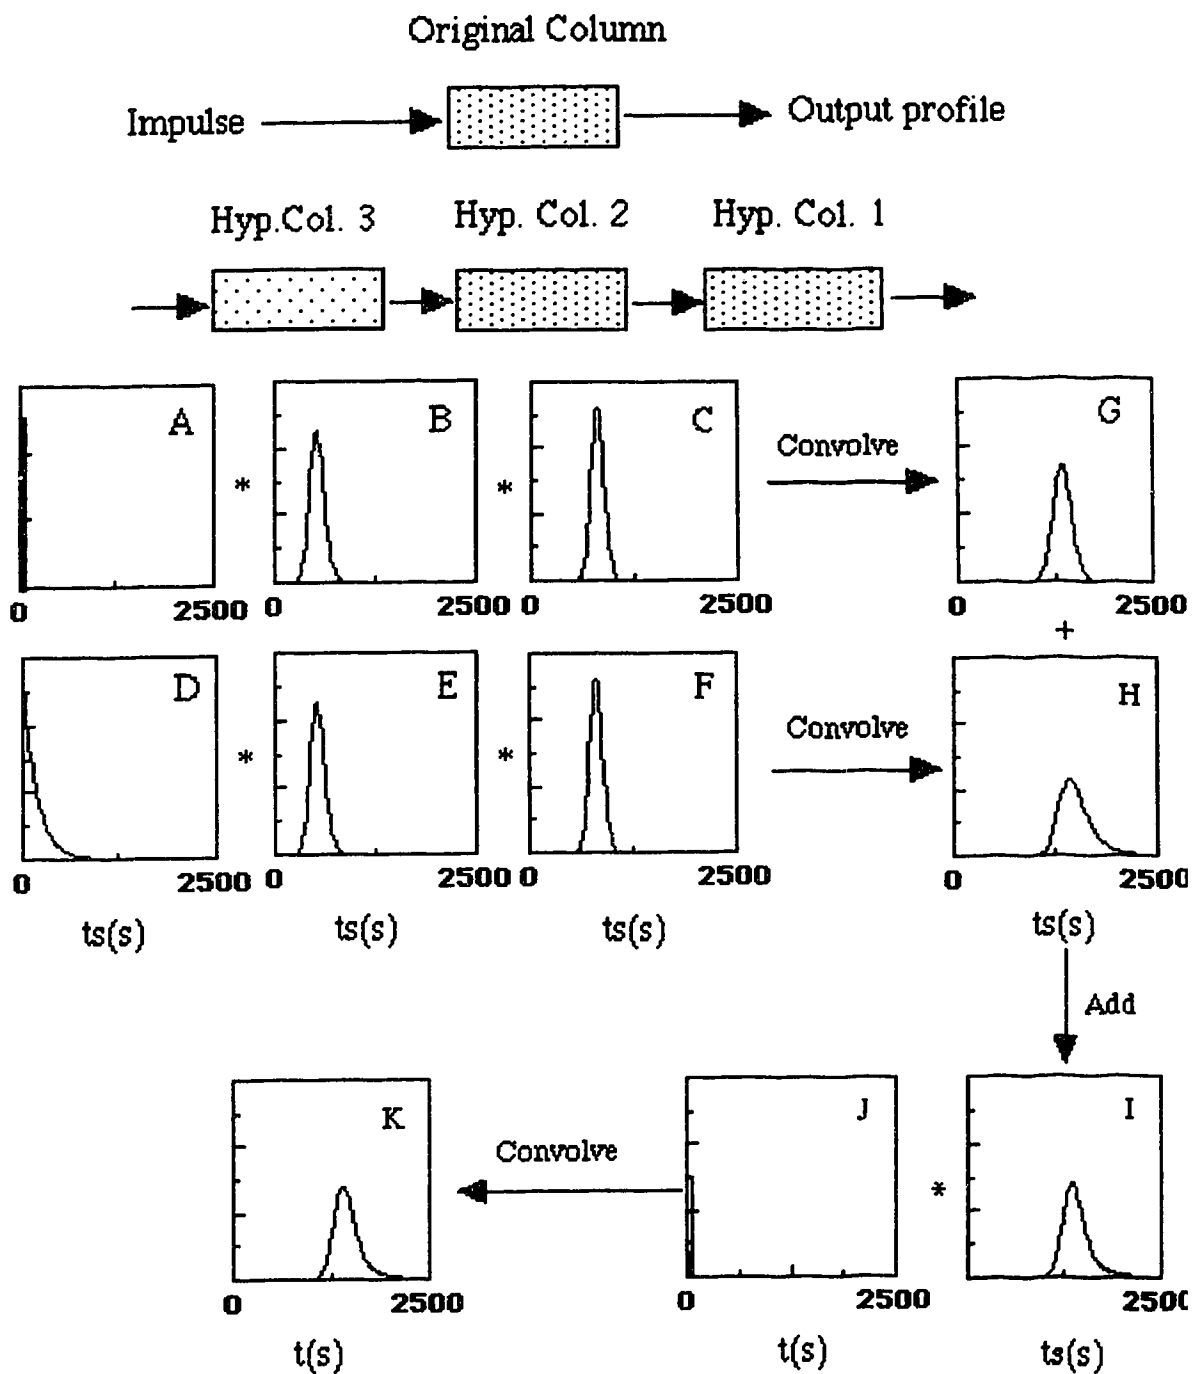 Original Column
Impulse
Output profile
Hyp.Col. 3
Hyp. Col. 2
Hyp. Col. 1
A
*
B
*
C
Convolve
G
0
2500
0
2500
0
2500
0
2500
+
D
*
E
*
F
Convolve
H
0
2500
0
2500
0
2500
0
2500
ts(s)
ts(s)
ts(s)
ts(s)
Add
K
Convolve
J
*
I
0
2500
0
2500
2500
t(s)
t(s)
ts(s)